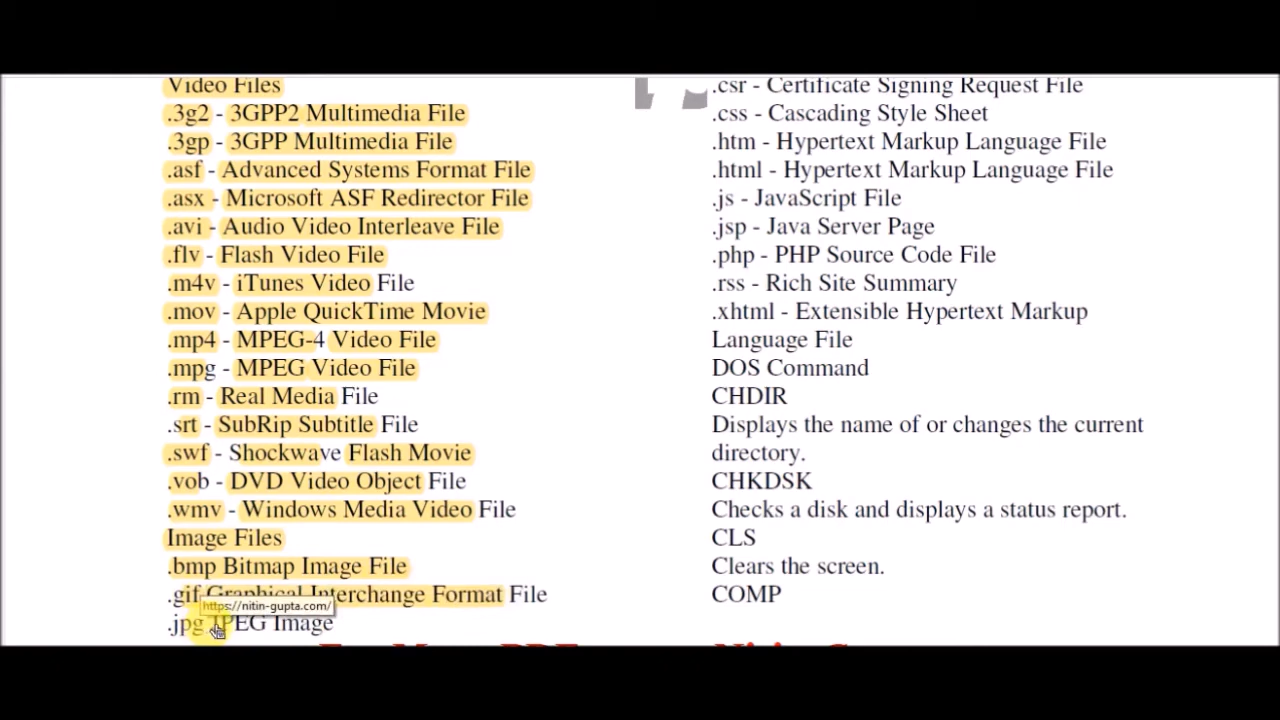 Video Files
.3g2 - 3GPP2 Multimedia File
.3gp - 3GPP Multimedia File
.asf - Advanced Systems Format File
.asx - Microsoft ASF Redirector File
.avi - Audio Video Interleave File
.flv - Flash Video File
.m4v - iTunes Video File
.mov - Apple QuickTime Movie
.mp4 - MPEG-4 Video File
.mpg - MPEG Video File
.rm - Real Media File
.srt - SubRip Subtitle File
.swf - Shockwave Flash Movie
.vob - DVD Video Object File
.wmv - Windows Media Video File
Image Files
.bmp Bitmap Image File
.gif Graphical Interchange Format File
https://nitin-gupta.com/
.jpg JPEG Image
.csr - Certificate Signing Request File
.css - Cascading Style Sheet
.htm - Hypertext Markup Language File
.html - Hypertext Markup Language File
.js - JavaScript File
.jsp - Java Server Page
.php - PHP Source Code File
.rss - Rich Site Summary
.xhtml - Extensible Hypertext Markup
Language File
DOS Command
CHDIR
Displays the name of or changes the current
directory.
CHKDSK
Checks a disk and displays a status report.
CLS
Clears the screen.
COMP